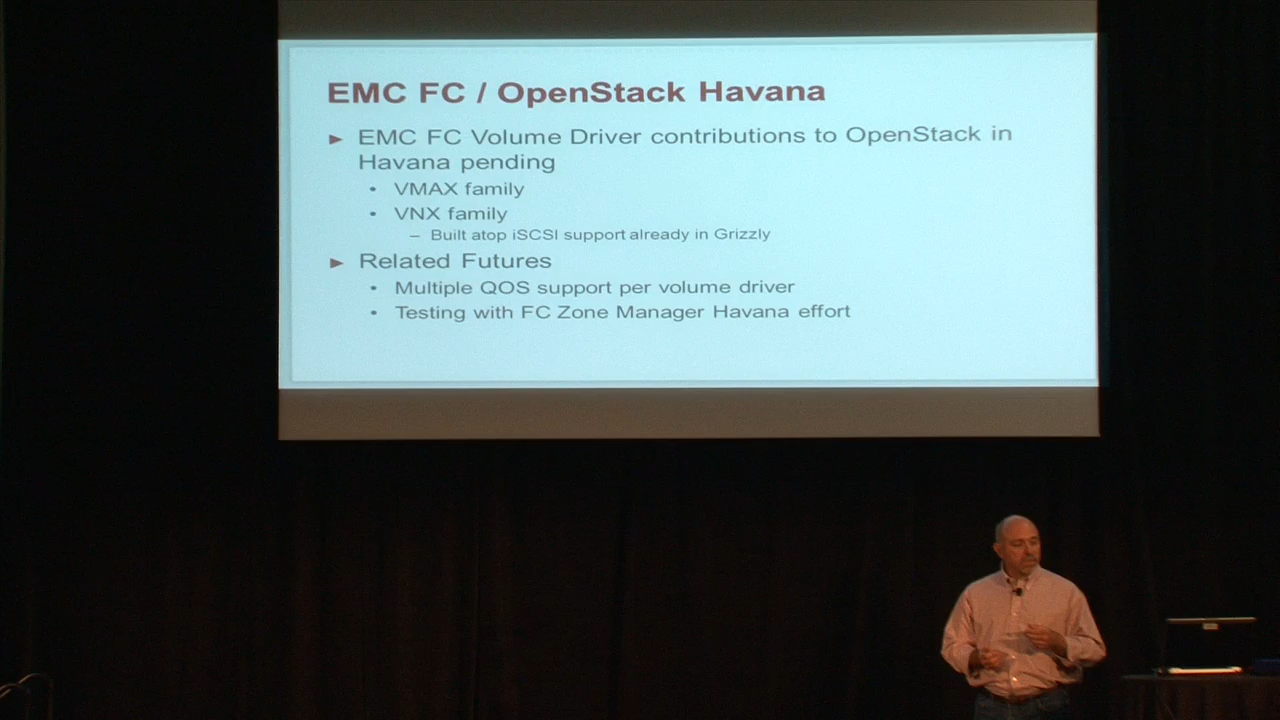 EMC FC / OpenStack Havana
► EMC FC Volume Driver contributions to OpenStack in
Havana pending
• VMAX family
• VNX family
– Built atop iSCSI support already in Grizzly
► Related Futures
• Multiple QOS support per volume driver
• Testing with FC Zone Manager Havana effort